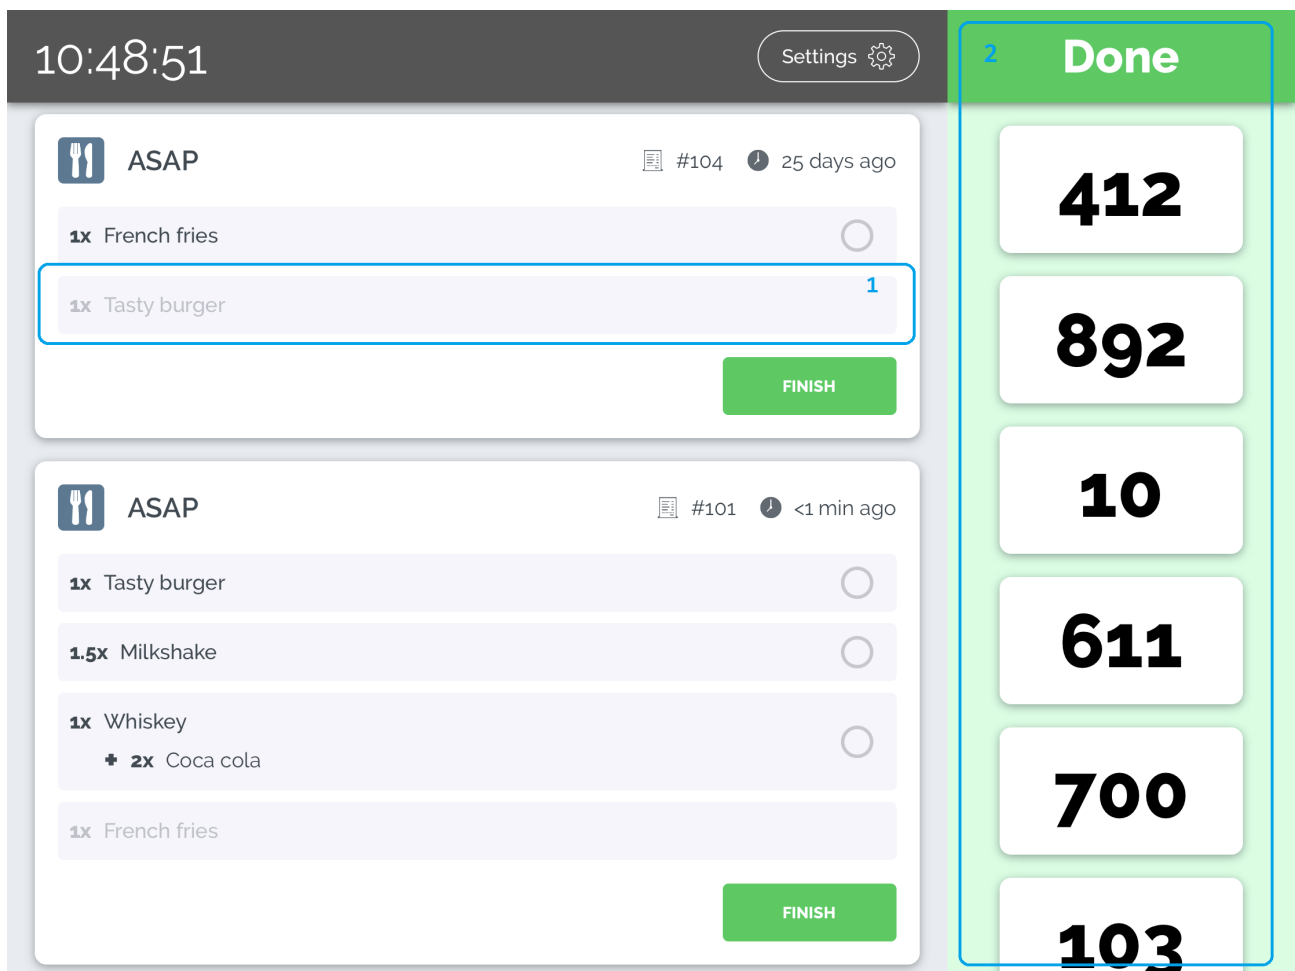 10:48:51
Settings
2
Done
ASAP
#104
25 days ago
1x French fries
1
1x Tasty burger
FINISH
ASAP
#101
<1 min ago
1x Tasty burger
1.5x Milkshake
1x Whiskey
+ 2x Coca cola
1x French fries
FINISH
412
892
10
611
700
103